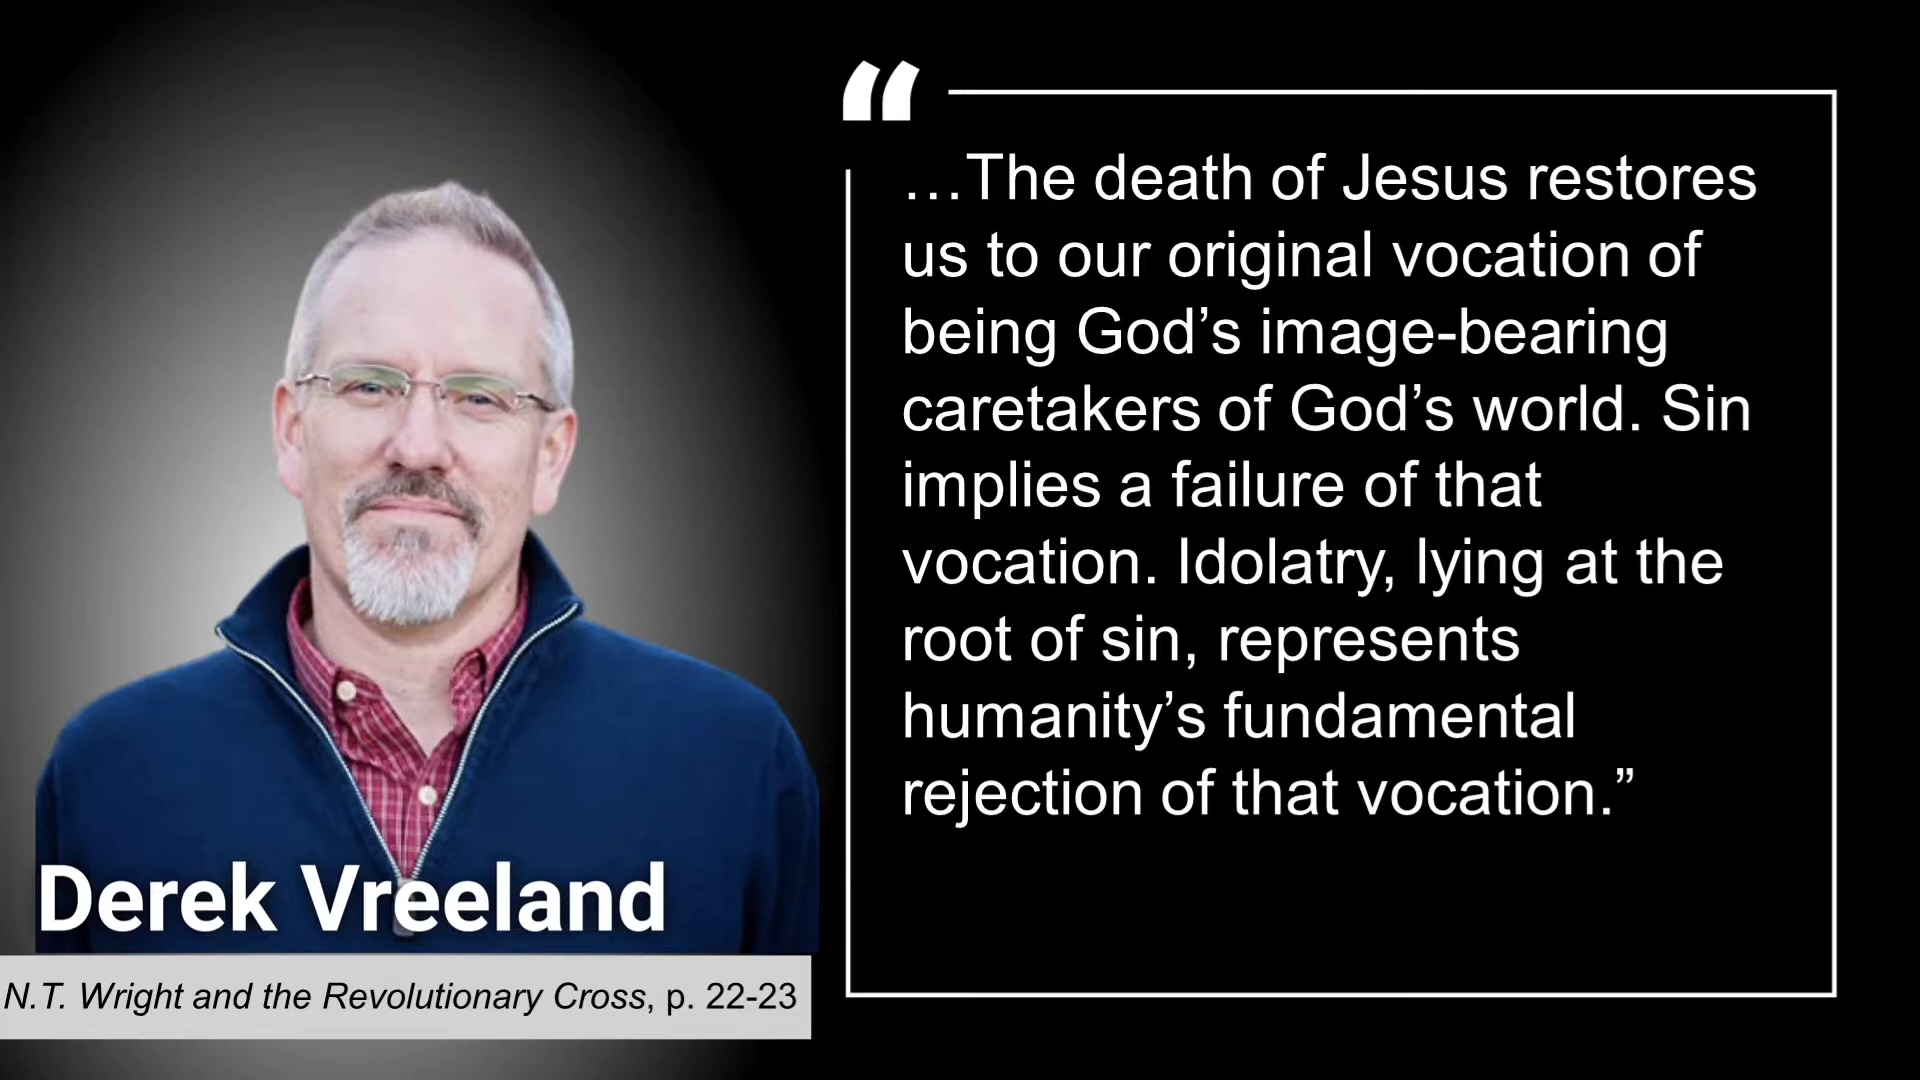 “
…The death of Jesus restores
us to our original vocation of
being God’s image-bearing
caretakers of God’s world. Sin
implies a failure of that
vocation. Idolatry, lying at the
root of sin, represents
humanity’s fundamental
rejection of that vocation.”
Derek Vreeland
N.T. Wright and the Revolutionary Cross, p. 22-23